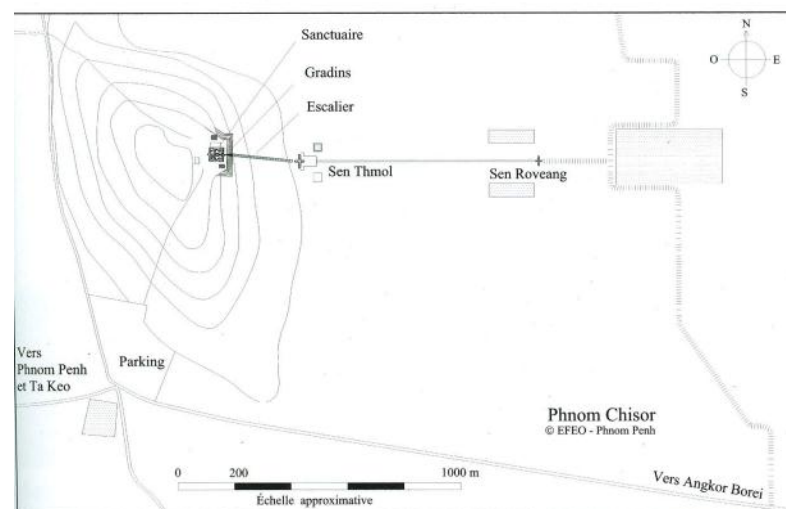 Sanctuaire
Gradins
Escalier
N
O E
S
Sen Thmol
Sen Roveang
Vers
Phnom Penh
et Ta Keo
Parking
Phnom Chisor
© EFEO - Phnom Penh
0 200 1000 m
Échelle approximative
Vers Angkor Borei